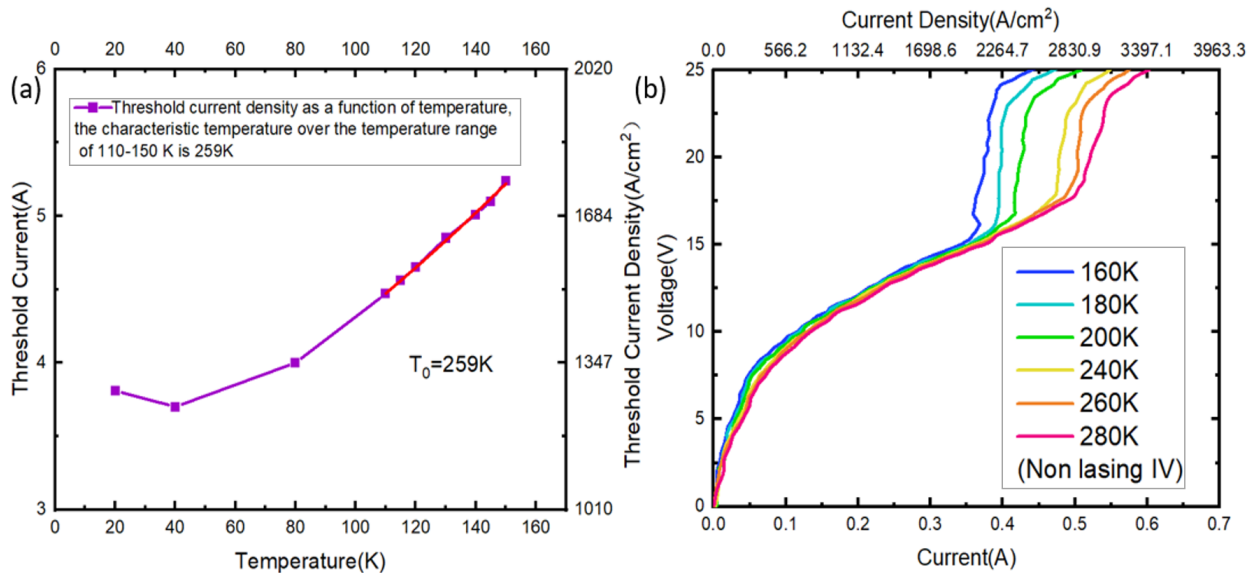 0 20 40 60 80 100 120 140 160
(a)
6 2020
Threshold current density as a function of temperature,
the characteristic temperature over the temperature range
of 110-150 K is 259K
5 1684
4 1347
3 1010
T0=259K
Threshold Current(A)
Threshold Current Density(A/cm²)
0 20 40 60 80 100 120 140 160
Temperature(K)
Current Density(A/cm²)
0.0 566.2 1132.4 1698.6 2264.7 2830.9 3397.1 3963.3
(b)
25
20
15
10
5
0
Voltage(V)
160K
180K
200K
240K
260K
280K
(Non lasing IV)
0.0 0.1 0.2 0.3 0.4 0.5 0.6 0.7
Current(A)